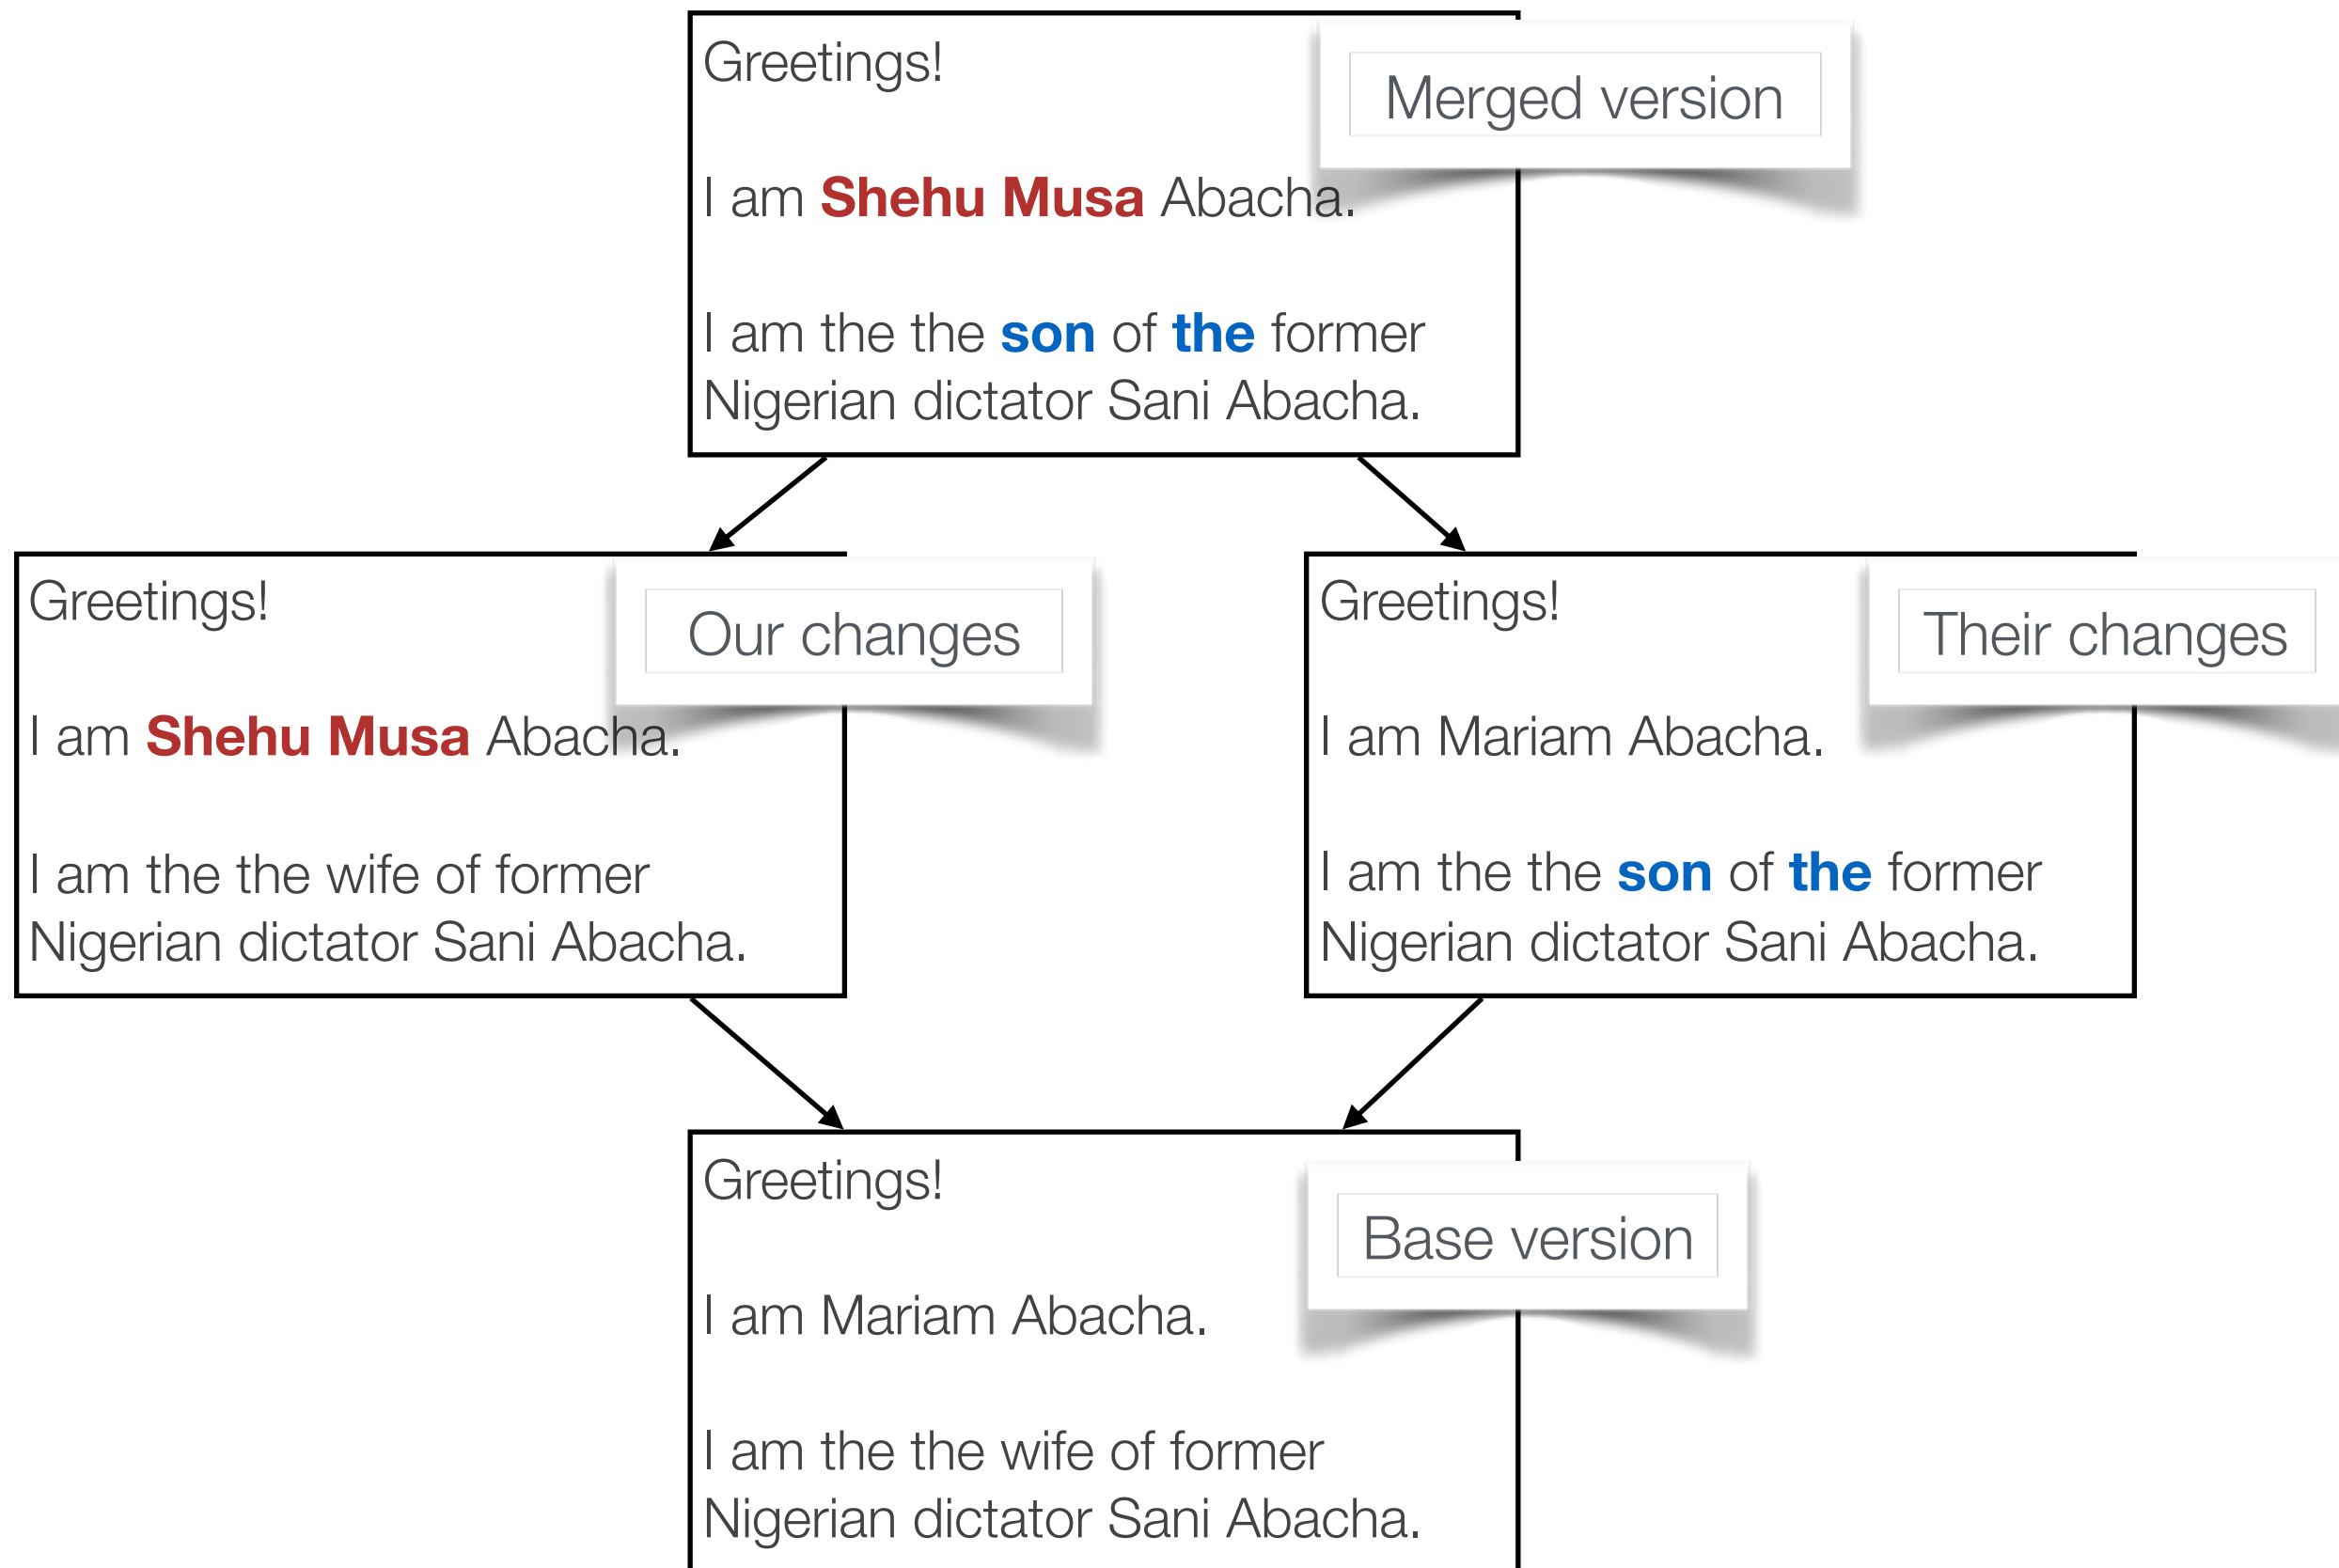 Greetings!
Merged version
I am Shehu Musa Abacha.
I am the the son of the former
Nigerian dictator Sani Abacha.
Greetings!
Our changes
I am Shehu Musa Abacha.
I am the the wife of former
Nigerian dictator Sani Abacha.
Greetings!
Their changes
I am Mariam Abacha.
I am the the son of the former
Nigerian dictator Sani Abacha.
Greetings!
Base version
I am Mariam Abacha.
I am the the wife of former
Nigerian dictator Sani Abacha.